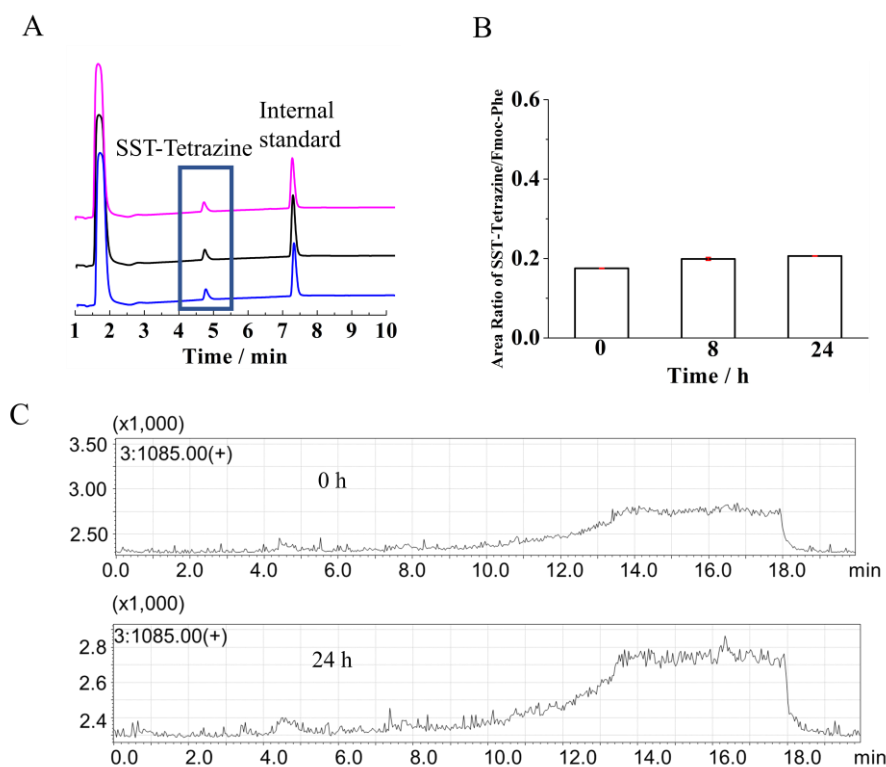 A
SST-Tetrazine
Internal
standard
1 2 3 4 5 6 7 8 9 10
Time / min
B
Area Ratio of SST-Tetrazine/Fmoc-Phe
0.6
0.4
0.2
0.0
0 8 24
Time / h
C
(x1,000)
3:1085.00(+)
0 h
3.50
3.00
2.50
0.0 2.0 4.0 6.0 8.0 10.0 12.0 14.0 16.0 18.0 min
(x1,000)
3:1085.00(+)
24 h
2.8
2.6
2.4
0.0 2.0 4.0 6.0 8.0 10.0 12.0 14.0 16.0 18.0 min